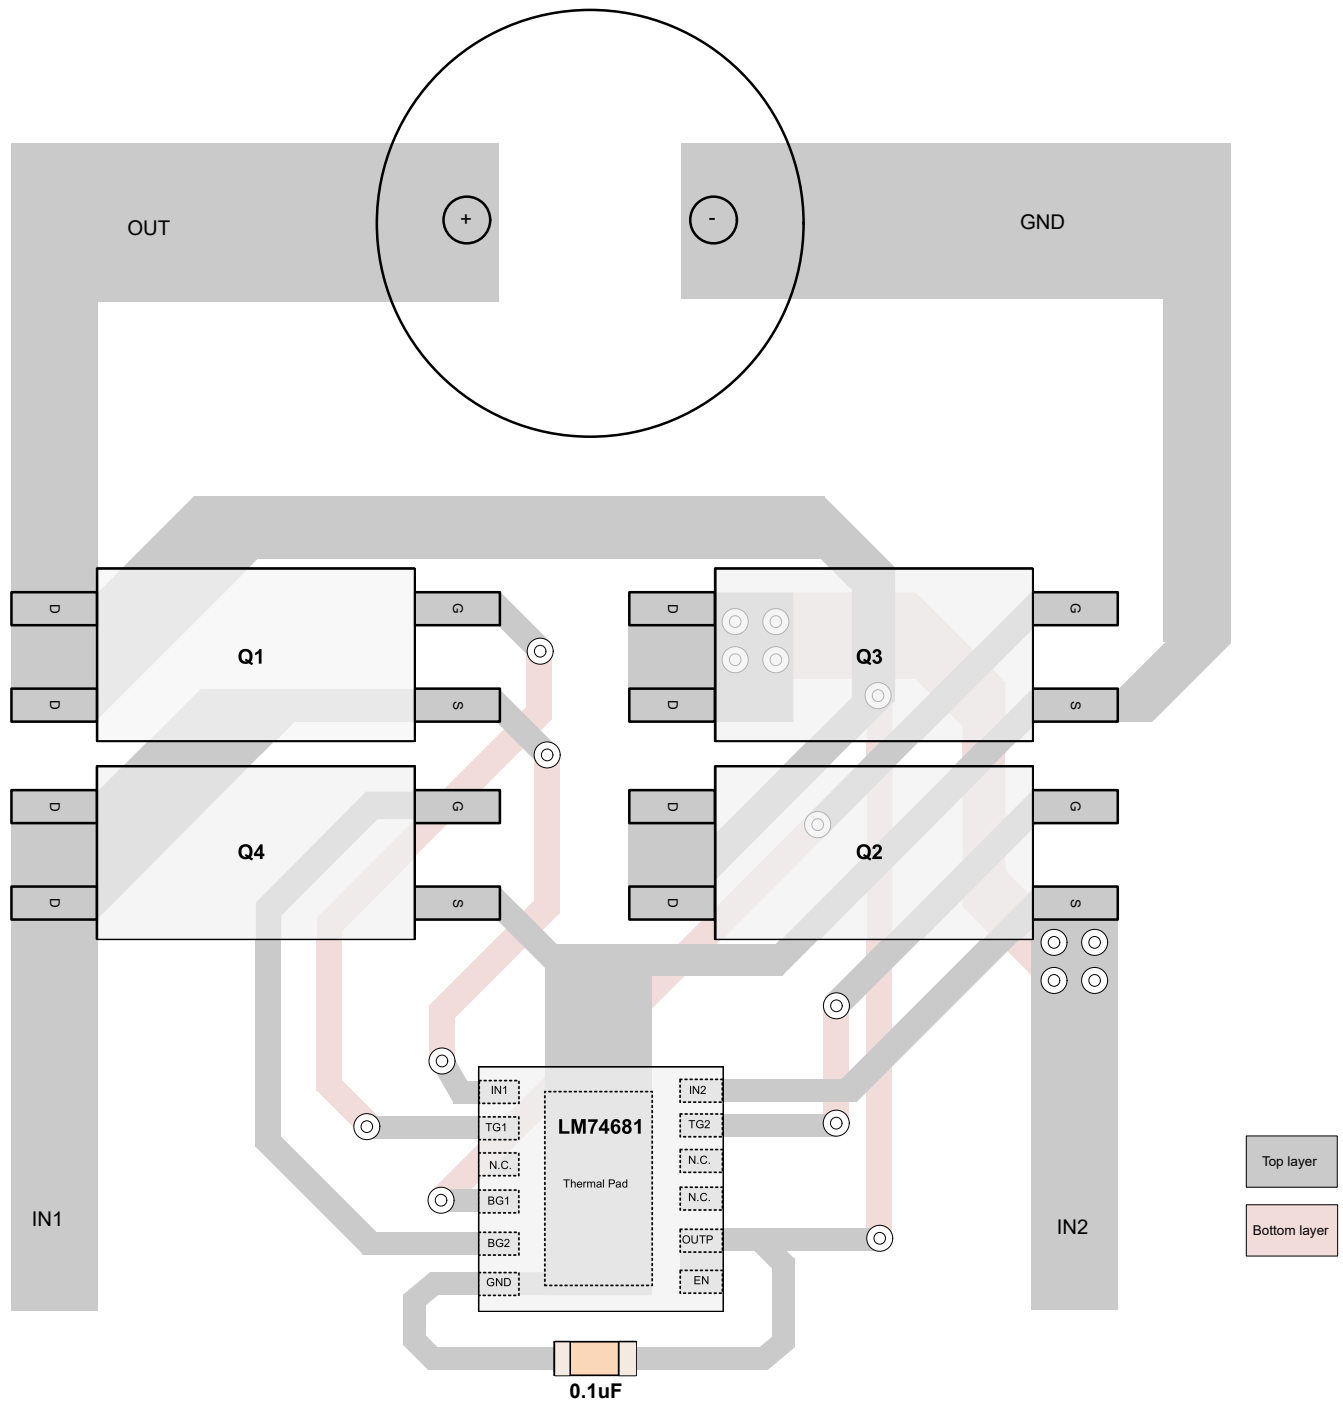 +
-
OUT
GND
D
G
D
G
Q1
Q3
D
S
D
S
D
G
D
G
Q4
Q2
D
S
D
S
IN1
IN2
TG1
LM74681
TG2
N.C.
N.C.
Thermal Pad
BG1
N.C.
BG2
OUTP
GND
EN
IN1
IN2
Top layer
Bottom layer
0.1uF